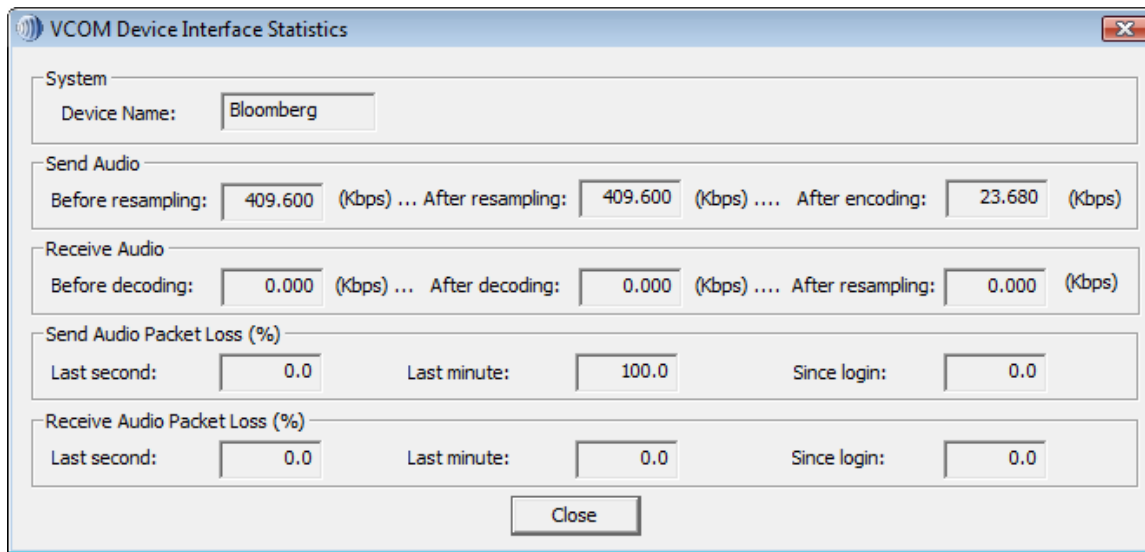 VCOM Device Interface Statistics
System
Device Name: Bloomberg
Send Audio
Before resampling: 409.600 (Kbps) ... After resampling: 409.600 (Kbps) .... After encoding: 23.680 (Kbps)
Receive Audio
Before decoding: 0.000 (Kbps) ... After decoding: 0.000 (Kbps) .... After resampling: 0.000 (Kbps)
Send Audio Packet Loss (%)
Last second: 0.0 Last minute: 100.0 Since login: 0.0
Receive Audio Packet Loss (%)
Last second: 0.0 Last minute: 0.0 Since login: 0.0
Close